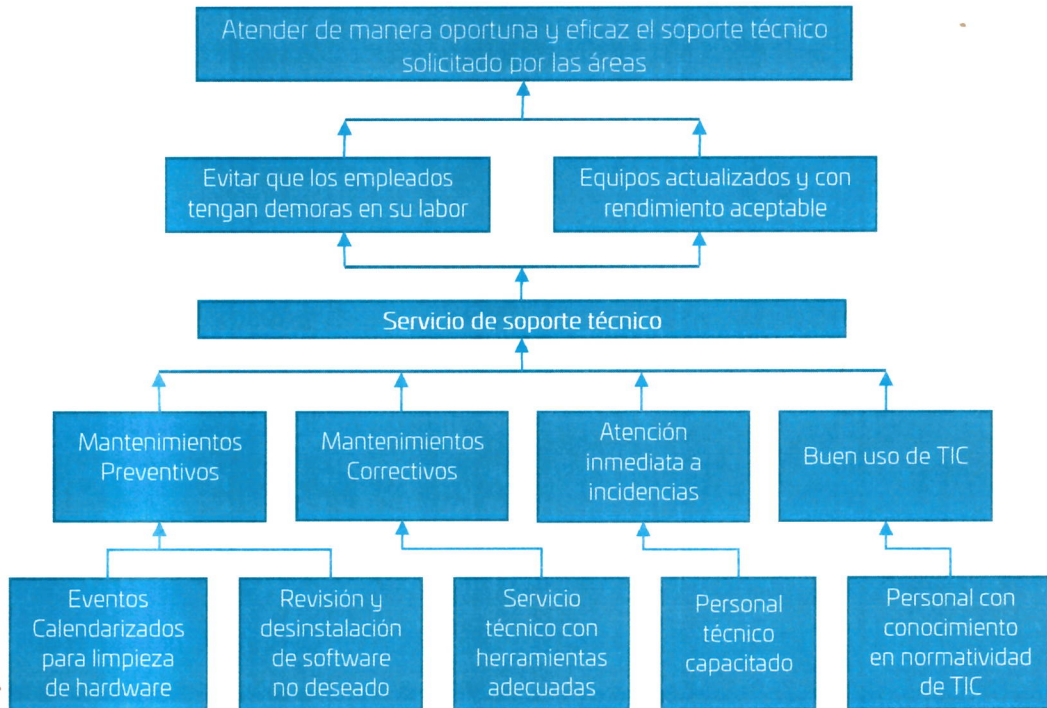 Atender de manera oportuna y eficaz el soporte técnico
solicitado por las áreas
Evitar que los empleados
tengan demoras en su labor
Equipos actualizados y con
rendimiento aceptable
Servicio de soporte técnico
Mantenimientos
Preventivos
Mantenimientos
Correctivos
Atención
inmediata a
incidencias
Buen uso de TIC
Eventos
Calendarizados
para limpieza
de hardware
Revisión y
desinstalación
de software
no deseado
Servicio
técnico con
herramientas
adecuadas
Personal
técnico
capacitado
Personal con
conocimiento
en normatividad
de TIC